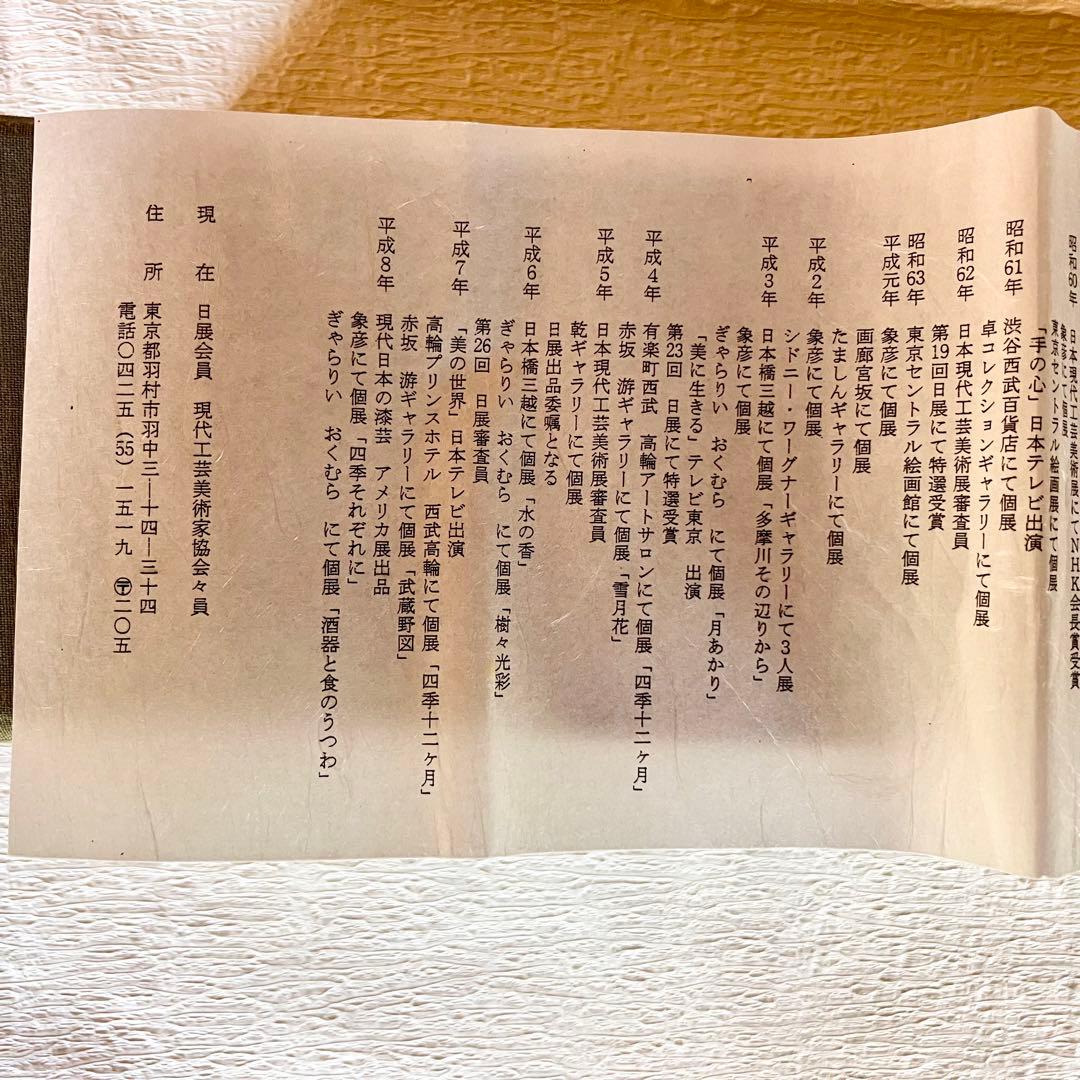 昭和60年 日本現代工芸美術展にてNHK会長賞受賞
象彦にて個展
「手の心」日本テレビ出演
昭和61年 渋谷西武百貨店にて個展
卓コレクションギャラリーにて個展
昭和62年 日本現代工芸美術展審査員
第19回日展にて特選受賞
昭和63年 東京セントラル絵画館にて個展
平成元年 象彦にて個展
画廊宮坂にて個展
たましんギャラリーにて個展
平成2年 象彦にて個展
シドニー・ワーグナーギャラリーにて3人展
平成3年 日本橋三越にて個展「多摩川その辺りから」
象彦にて個展
ぎゃらりい おくむら にて個展「月あかり」
「美に生きる」テレビ東京 出演
第23回 日展にて特選受賞
平成4年 有楽町西武 高輪アートサロンにて個展「四季十二ヶ月」
赤坂 游ギャラリーにて個展「雪月花」
平成5年 日本現代工芸美術展審査員
乾ギャラリーにて個展
日展出品委嘱となる
平成6年 日本橋三越にて個展「水の香」
ぎゃらりい おくむら にて個展「樹々光彩」
第26回 日展審査員
平成7年 「美の世界」日本テレビ出演
高輪プリンスホテル 西武高輪にて個展「四季十二ヶ月」
赤坂 游ギャラリーにて個展「武蔵野図」
平成8年 現代日本の漆芸 アメリカ展出品
象彦にて個展「四季それぞれに」
ぎゃらりい おくむら にて個展「酒器と食のうつわ」
現在 日展会員 現代工芸美術家協会々員
住所 東京都羽村市羽中三―十四―三十四
電話〇四二五(55)一五一九 〶二〇五